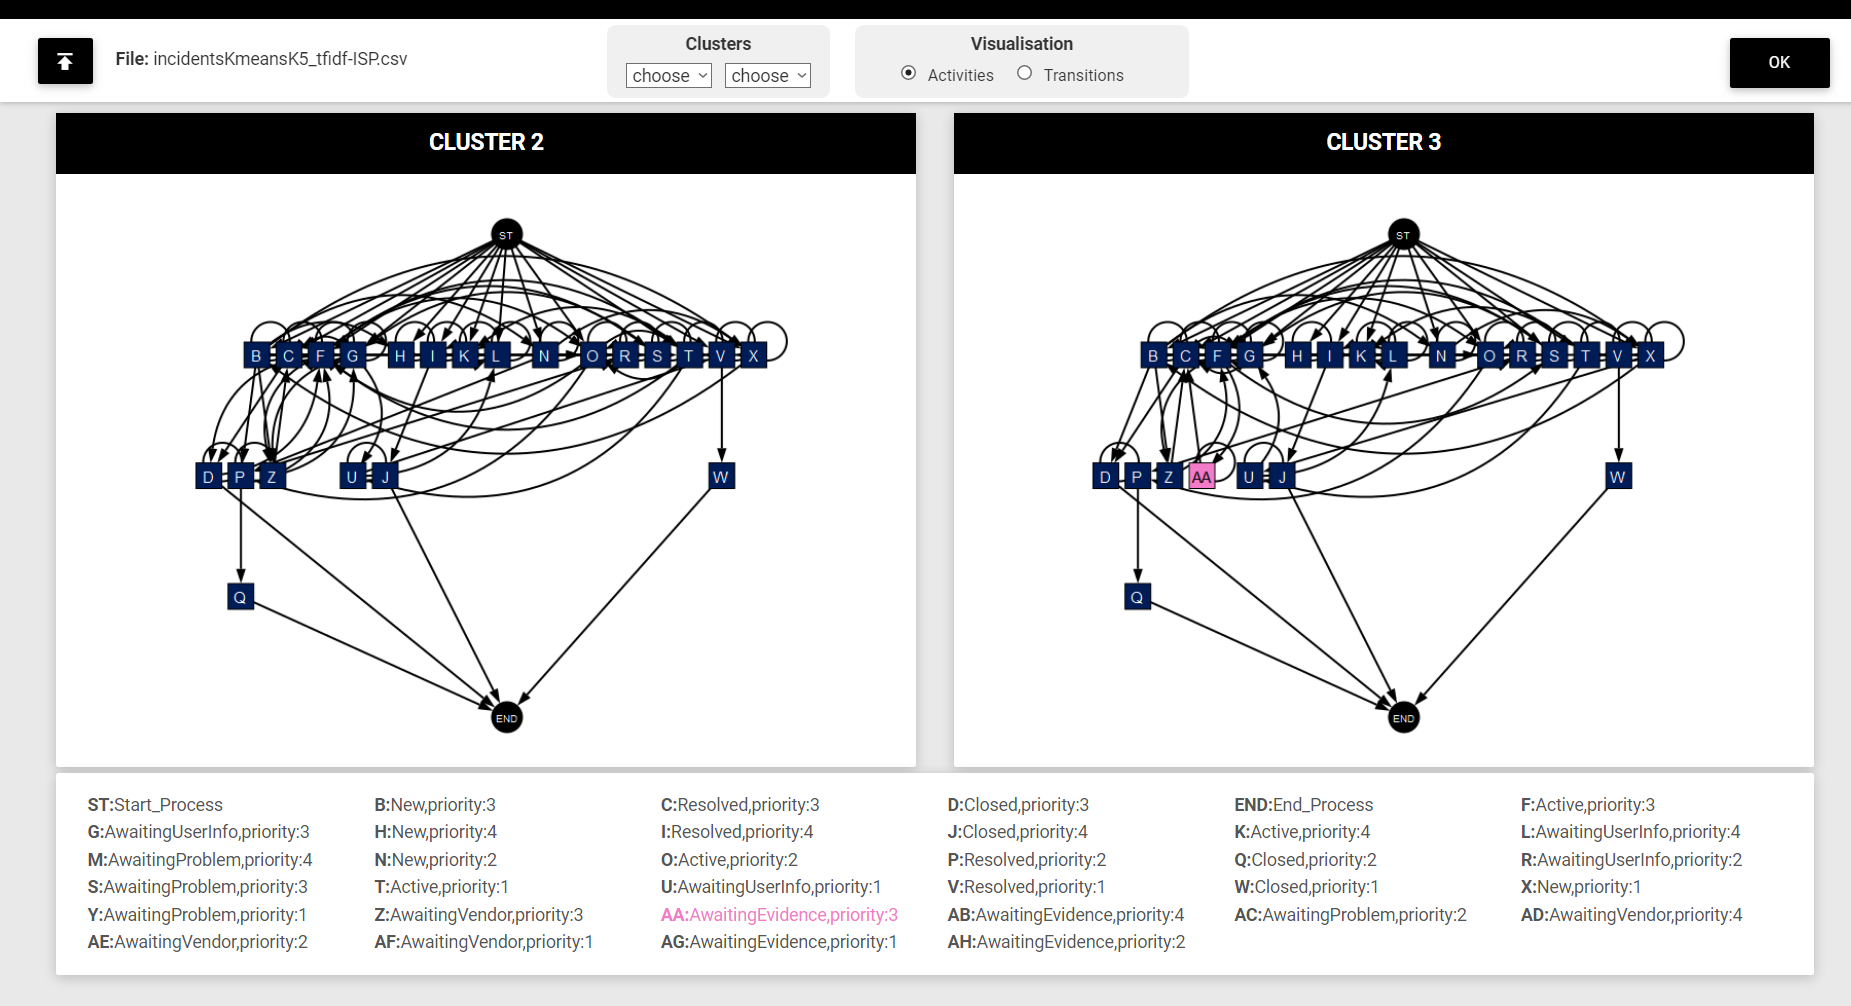 File: incidentsKmeansK5_tfidf-ISP.csv
Clusters
choose choose
Visualisation
Activities Transitions
OK
CLUSTER 2
ST
B C F G H I K L N O R S T V X
D P Z U J W
Q
END
CLUSTER 3
ST
B C F G H I K L N O R S T V X
D P Z AA U J W
Q
END
ST:Start_Process B:New,priority:3 C:Resolved,priority:3 D:Closed,priority:3 END:End_Process F:Active,priority:3
G:AwaitingUserInfo,priority:3 H:New,priority:4 I:Resolved,priority:4 J:Closed,priority:4 K:Active,priority:4 L:AwaitingUserInfo,priority:4
M:AwaitingProblem,priority:4 N:New,priority:2 O:Active,priority:2 P:Resolved,priority:2 Q:Closed,priority:2 R:AwaitingUserInfo,priority:2
S:AwaitingProblem,priority:3 T:Active,priority:1 U:AwaitingUserInfo,priority:1 V:Resolved,priority:1 W:Closed,priority:1 X:New,priority:1
Y:AwaitingProblem,priority:1 Z:AwaitingVendor,priority:3 AA:AwaitingEvidence,priority:3 AB:AwaitingEvidence,priority:4 AC:AwaitingProblem,priority:2 AD:AwaitingVendor,priority:4
AE:AwaitingVendor,priority:2 AF:AwaitingVendor,priority:1 AG:AwaitingEvidence,priority:1 AH:AwaitingEvidence,priority:2